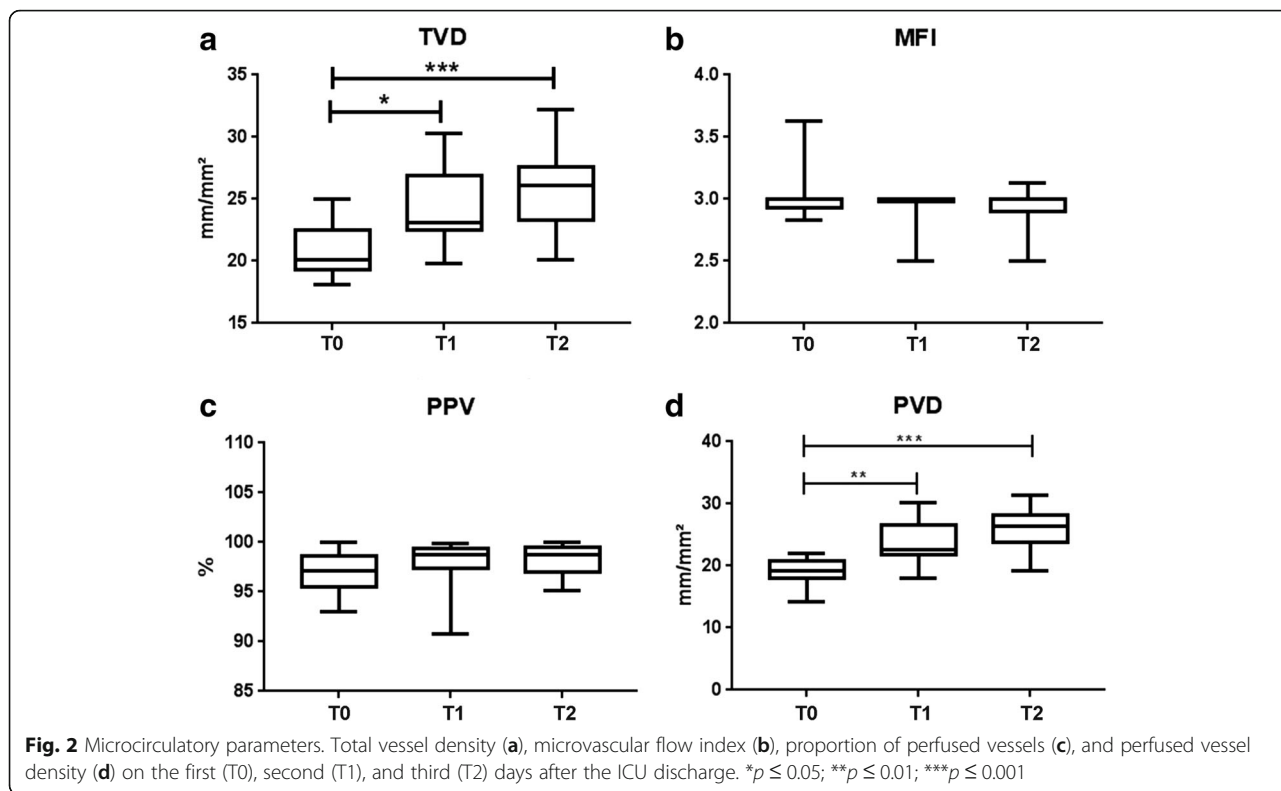 a
TVD
35
30
25
20
15
mm/mm²
***
*
T0
T1
T2
b
MFI
4.0
3.5
3.0
2.5
2.0
T0
T1
T2
c
PPV
110
105
100
95
90
85
%
T0
T1
T2
d
PVD
40
30
20
10
0
mm/mm²
***
**
T0
T1
T2
Fig. 2 Microcirculatory parameters. Total vessel density (a), microvascular flow index (b), proportion of perfused vessels (c), and perfused vessel
density (d) on the first (T0), second (T1), and third (T2) days after the ICU discharge. *p ≤ 0.05; **p ≤ 0.01; ***p ≤ 0.001